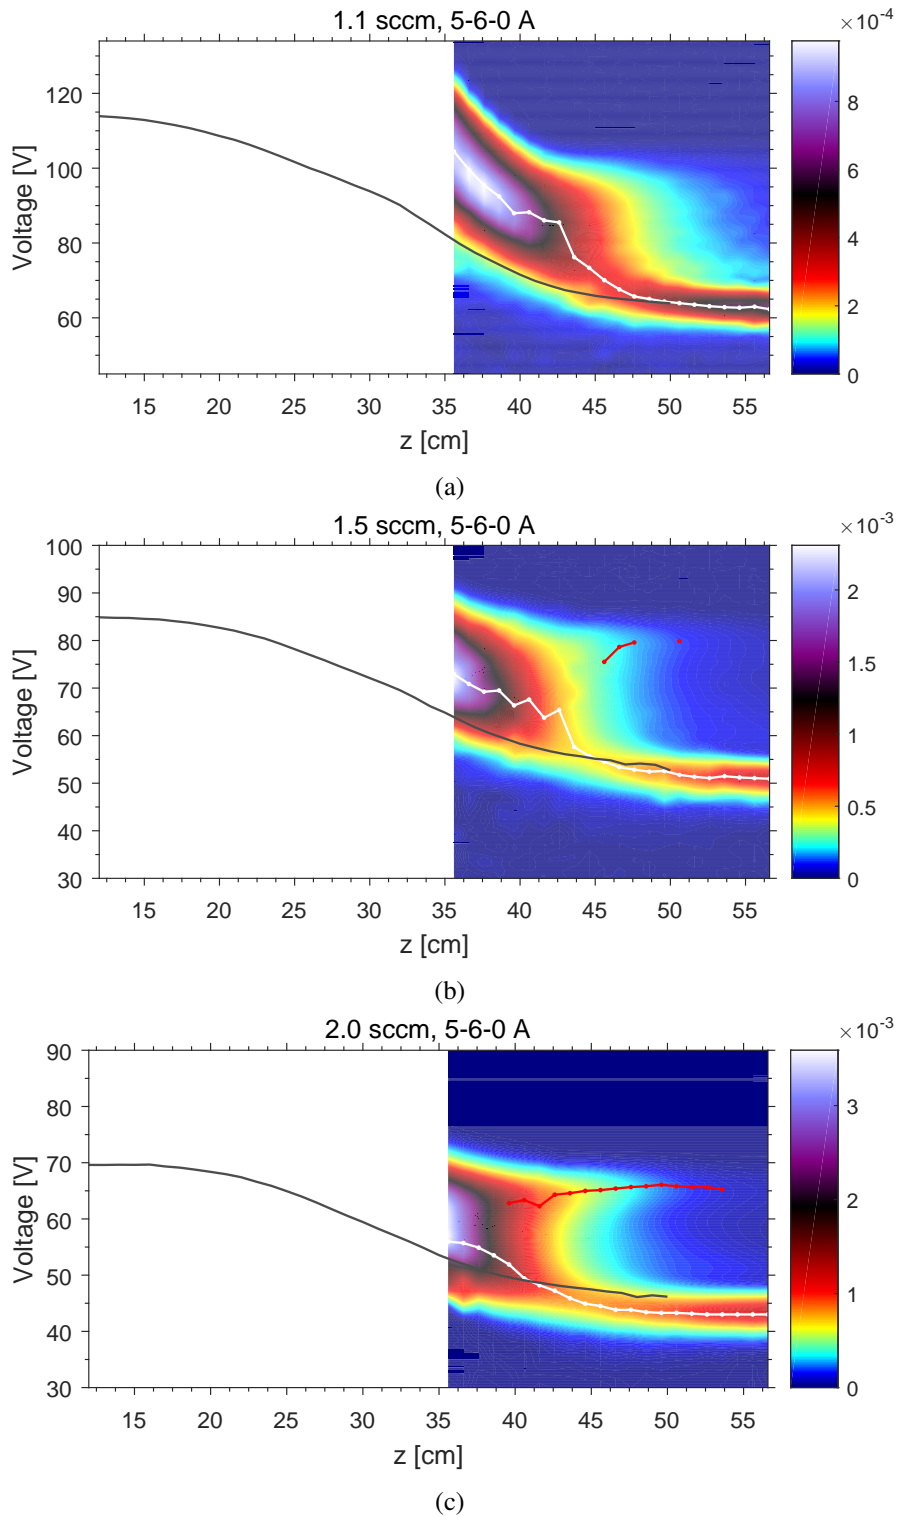 1.1 sccm, 5-6-0 A
×10-4
120
100
80
60
Voltage [V]
15 20 25 30 35 40 45 50 55
z [cm]
8
6
4
2
0
(a)
1.5 sccm, 5-6-0 A
×10-3
100
90
80
70
60
50
40
30
Voltage [V]
15 20 25 30 35 40 45 50 55
z [cm]
2
1.5
1
0.5
0
(b)
2.0 sccm, 5-6-0 A
×10-3
90
80
70
60
50
40
30
Voltage [V]
15 20 25 30 35 40 45 50 55
z [cm]
3
2
1
0
(c)